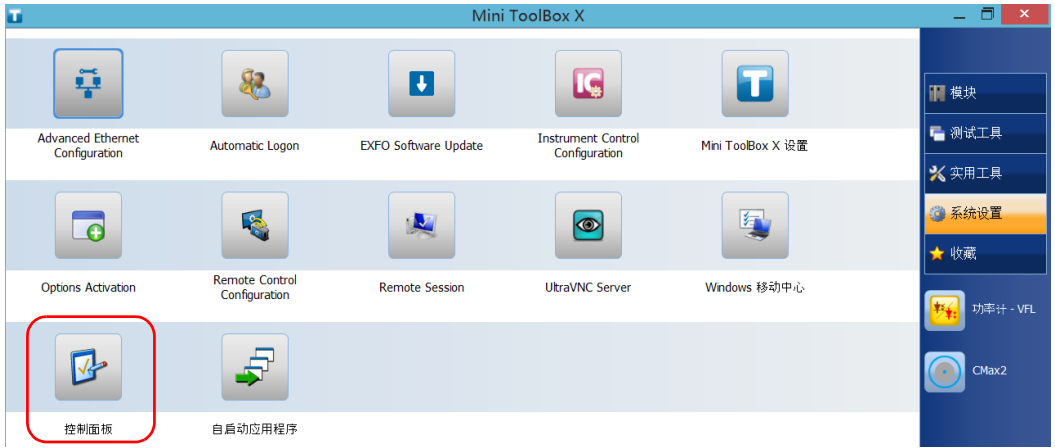 Mini ToolBox X
Advanced Ethernet
Configuration
Automatic Logon
EXFO Software Update
Instrument Control
Configuration
Mini ToolBox X 设置
Options Activation
Remote Control
Configuration
Remote Session
UltraVNC Server
Windows 移动中心
控制面板
自启动应用程序
模块
测试工具
实用工具
系统设置
收藏
功率计 - VFL
CMax2